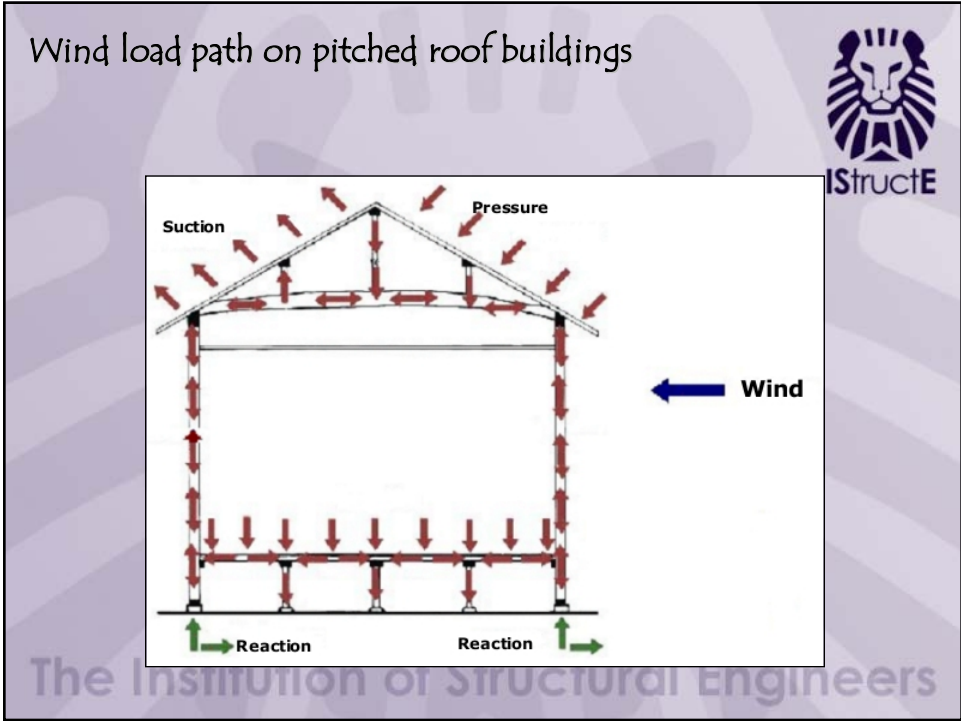 Wind load path on pitched roof buildings
IStructE
Suction
Pressure
Wind
Reaction
Reaction
The Institution of Structural Engineers